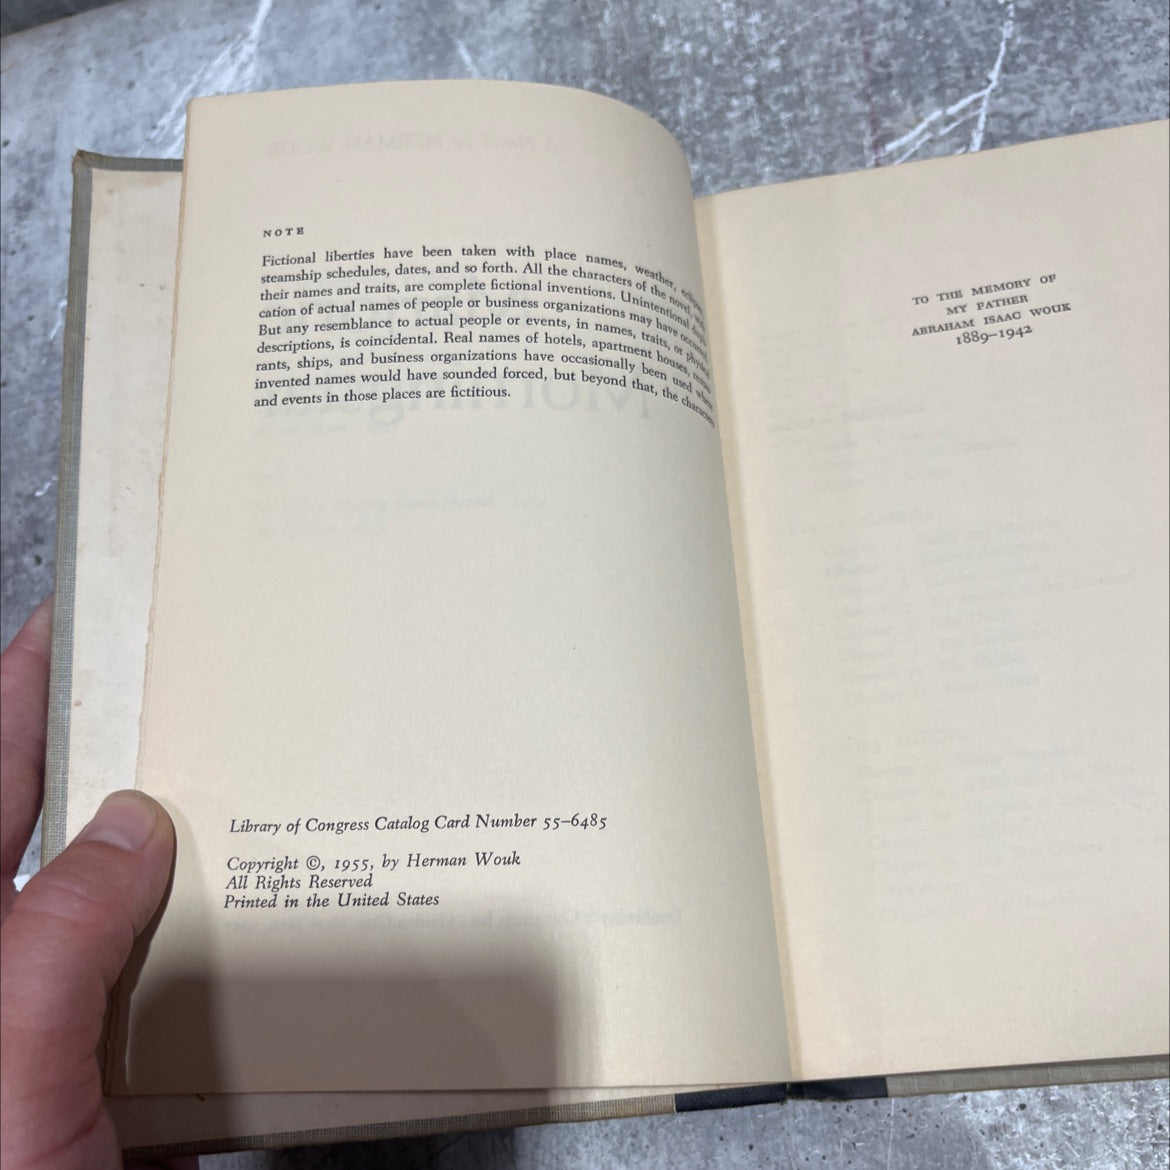 NOTE
Fictional liberties have been taken with place names, weather,
steamship schedules, dates, and so forth. All the characters of the novel, with
their names and traits, are complete fictional inventions. Unintentional
cation of actual names of people or business organizations may have occurred.
But any resemblance to actual people or events, in names, traits, or physical
descriptions, is coincidental. Real names of hotels, apartment houses, restau-
rants, ships, and business organizations have occasionally been used where
invented names would have sounded forced, but beyond that, the characters
and events in those places are fictitious.
Library of Congress Catalog Card Number 55–6485
Copyright ©, 1955, by Herman Wouk
All Rights Reserved
Printed in the United States
TO THE MEMORY OF
MY FATHER
ABRAHAM ISAAC WOUK
1889–1942